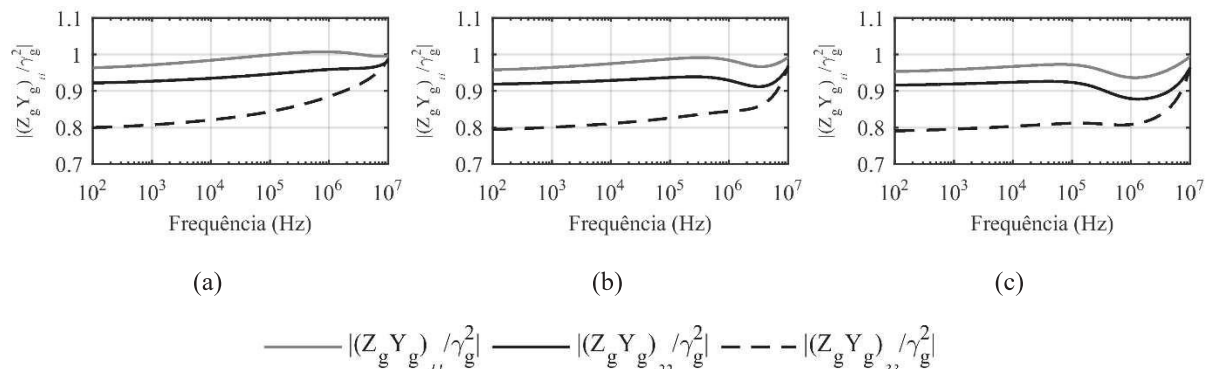 1.1
1
0.9
0.8
0.7
|(Z_g Y_g)_ii /γ_g^2|
10^2 10^3 10^4 10^5 10^6 10^7
Frequência (Hz)
(a)
1.1
1
0.9
0.8
0.7
|(Z_g Y_g)_ii /γ_g^2|
10^2 10^3 10^4 10^5 10^6 10^7
Frequência (Hz)
(b)
1.1
1
0.9
0.8
0.7
|(Z_g Y_g)_ii /γ_g^2|
10^2 10^3 10^4 10^5 10^6 10^7
Frequência (Hz)
(c)
|(Z_g Y_g)_11 /γ_g^2| |(Z_g Y_g)_22 /γ_g^2| |(Z_g Y_g)_33 /γ_g^2|